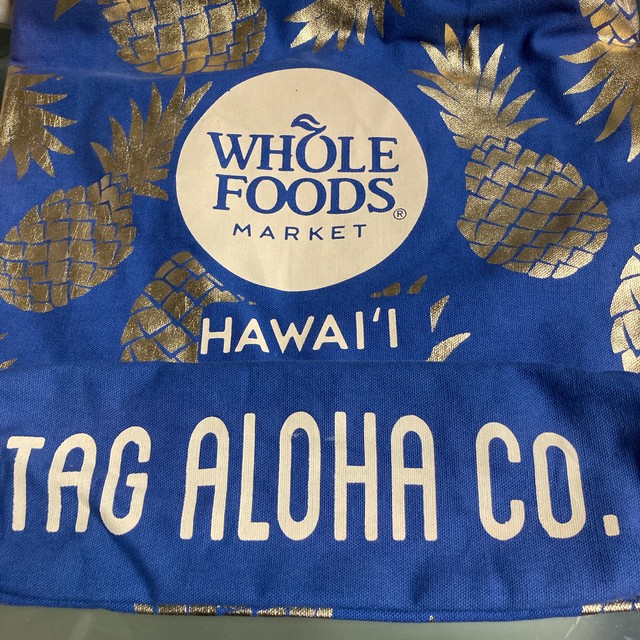 WHOLE
FOODS®
MARKET
HAWAI‘I
TAG ALOHA CO.